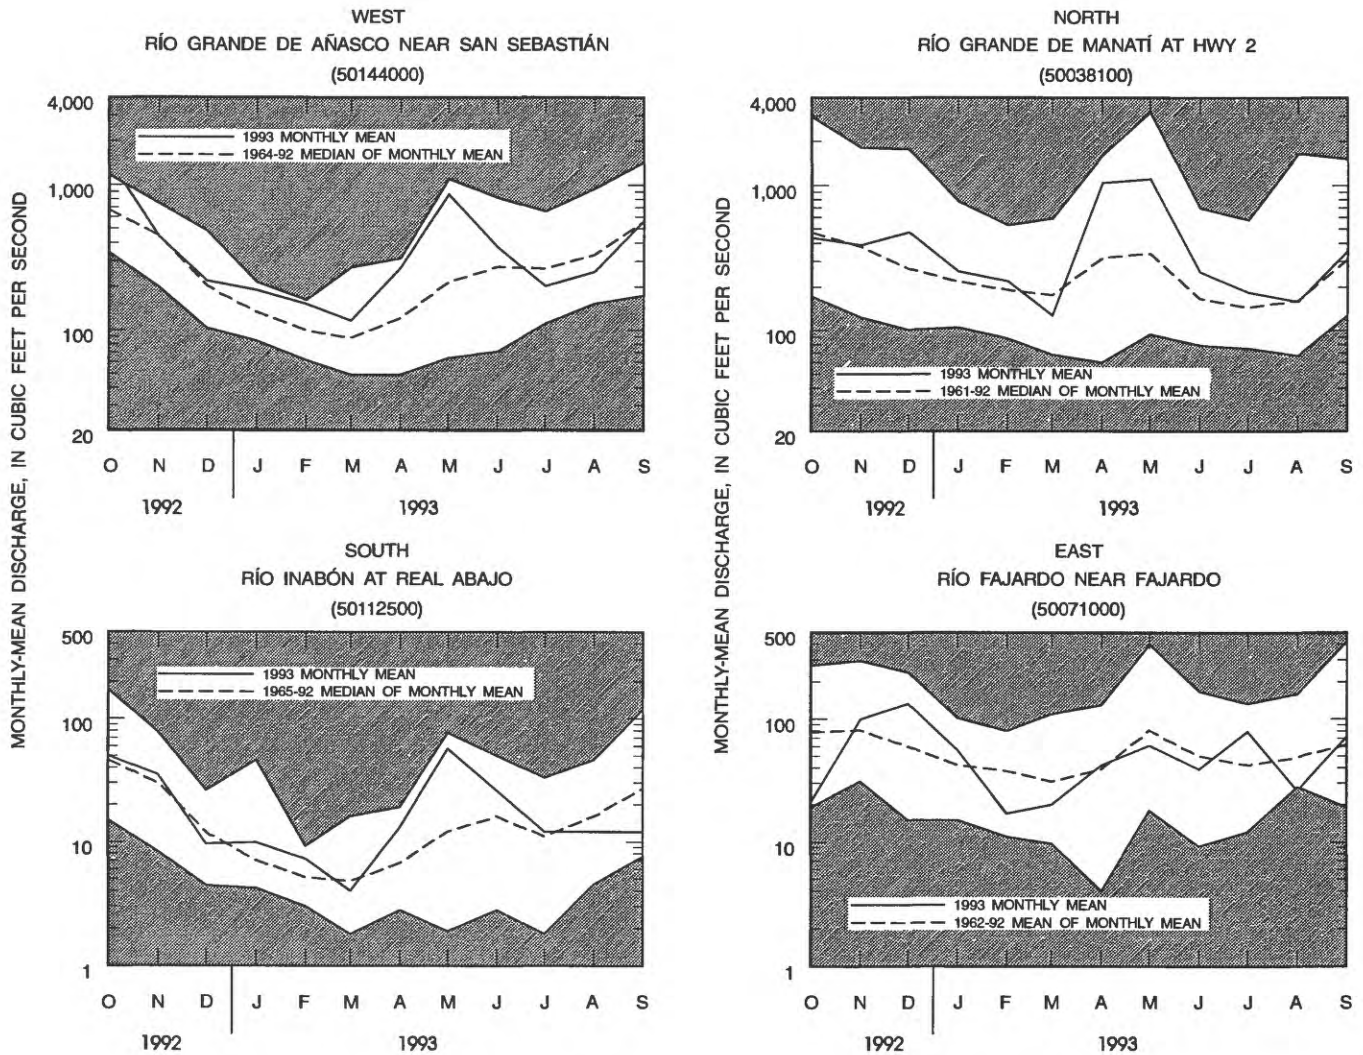 WEST
RÍO GRANDE DE AÑASCO NEAR SAN SEBASTIÁN
(50144000)
MONTHLY-MEAN DISCHARGE, IN CUBIC FEET PER SECOND
4,000
1,000
100
20
1993 MONTHLY MEAN
1964-92 MEDIAN OF MONTHLY MEAN
O N D J F M A M J J A S
1992 1993
NORTH
RÍO GRANDE DE MANATÍ AT HWY 2
(50038100)
MONTHLY-MEAN DISCHARGE, IN CUBIC FEET PER SECOND
4,000
1,000
100
20
1993 MONTHLY MEAN
1961-92 MEDIAN OF MONTHLY MEAN
O N D J F M A M J J A S
1992 1993
SOUTH
RÍO INABÓN AT REAL ABAJO
(50112500)
500
100
10
1
1993 MONTHLY MEAN
1965-92 MEDIAN OF MONTHLY MEAN
O N D J F M A M J J A S
1992 1993
EAST
RÍO FAJARDO NEAR FAJARDO
(50071000)
500
100
10
1
1993 MONTHLY MEAN
1962-92 MEAN OF MONTHLY MEAN
O N D J F M A M J J A S
1992 1993